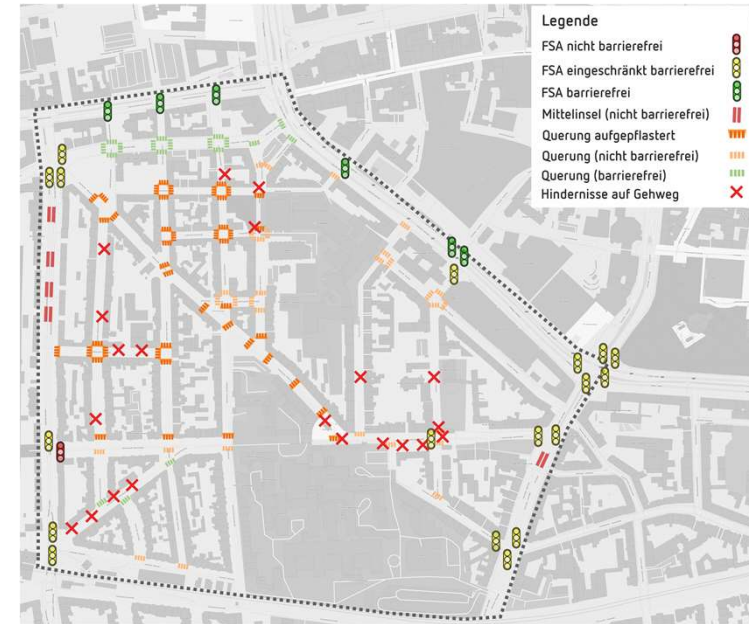 Legende
FSA nicht barrierefrei
FSA eingeschränkt barrierefrei
FSA barrierefrei
Mittelinsel (nicht barrierefrei)
Querung aufgepflastert
Querung (nicht barrierefrei)
Querung (barrierefrei)
Hindernisse auf Gehweg